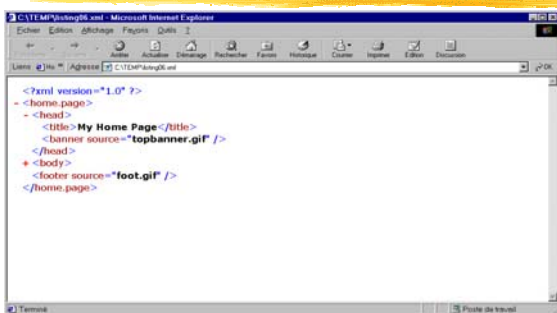 C:\TEMP\listing06.xml - Microsoft Internet Explorer
Fichier Edition Affichage Favoris Outils ?
Arrêter Actualiser Démarrage Rechercher Favoris Historique Courrier Imprimer Edition Discussion
Liens Adresse C:\TEMP\listing06.xml OK
<?xml version="1.0" ?>
- <home.page>
- <head>
<title>My Home Page</title>
<banner source="topbanner.gif" />
</head>
+ <body>
<footer source="foot.gif" />
</home.page>
Terminé Poste de travail